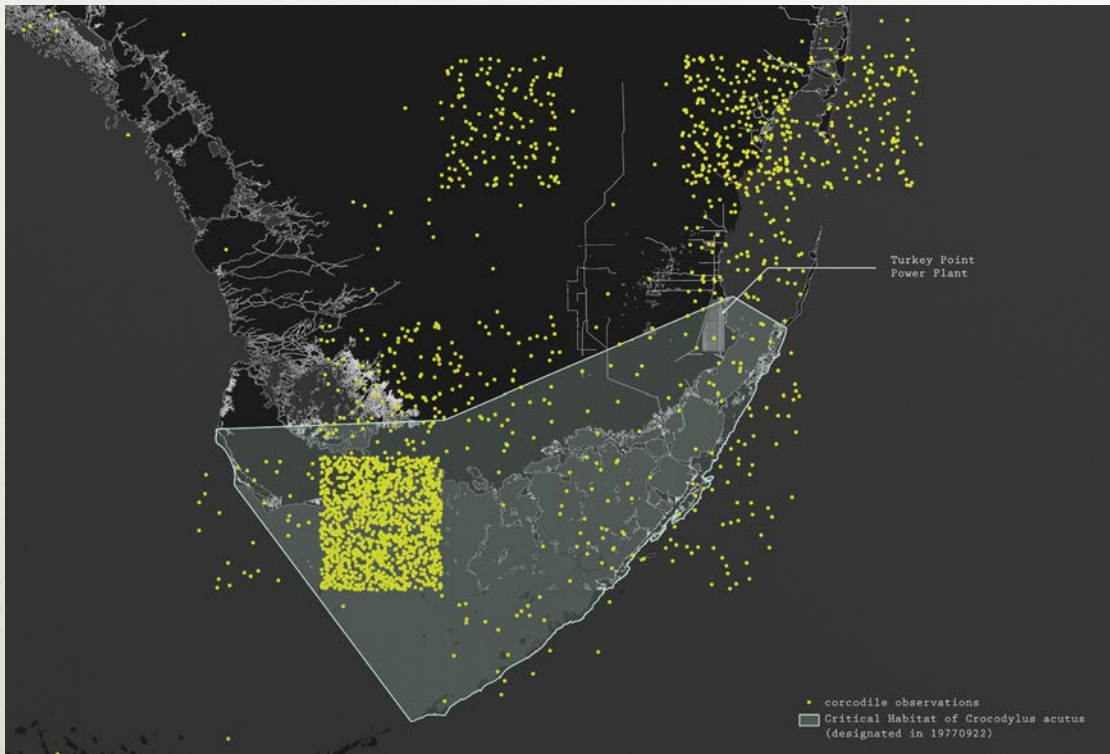 Turkey Point
Power Plant
corcodile observations
Critical Habitat of Crocodylus acutus
(designated in 19770922)